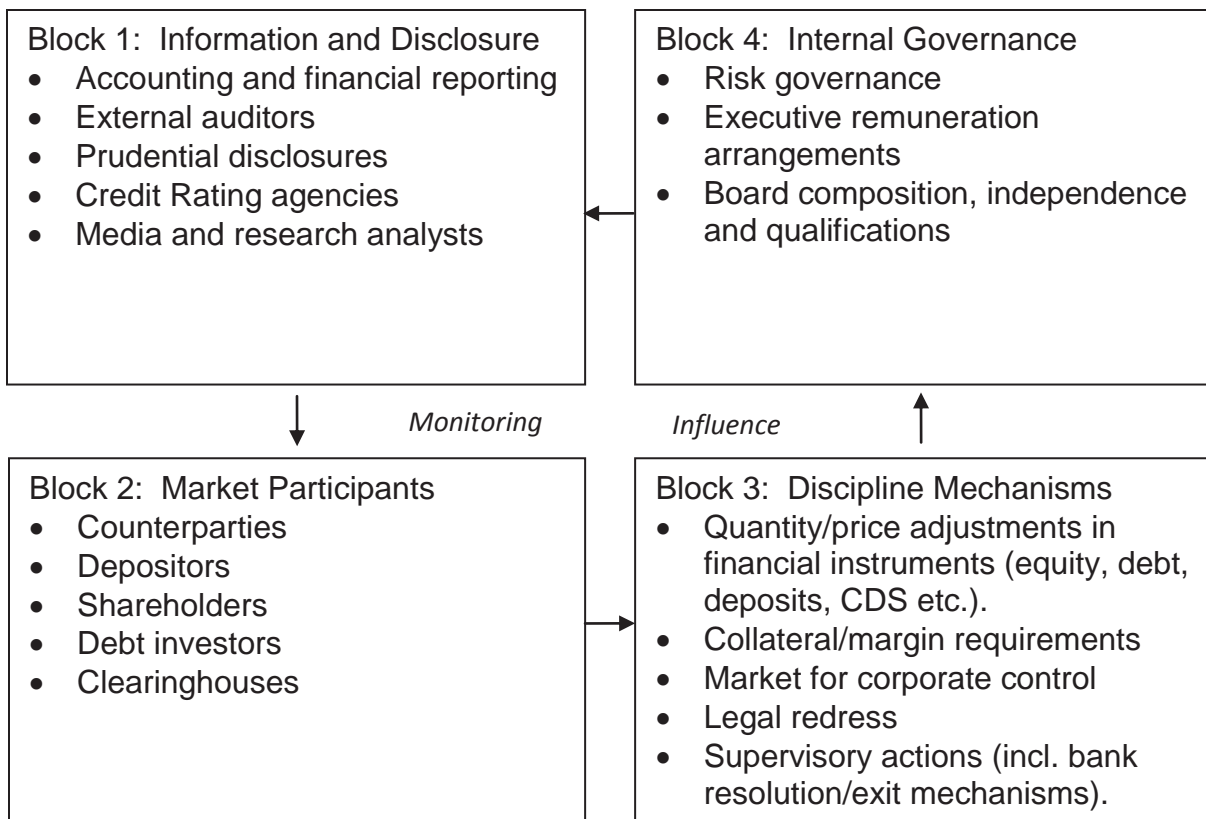 Block 1:  Information and Disclosure
• Accounting and financial reporting
• External auditors
• Prudential disclosures
• Credit Rating agencies
• Media and research analysts
Block 4:  Internal Governance
• Risk governance
• Executive remuneration
arrangements
• Board composition, independence
and qualifications
Monitoring
Influence
Block 2:  Market Participants
• Counterparties
• Depositors
• Shareholders
• Debt investors
• Clearinghouses
Block 3:  Discipline Mechanisms
• Quantity/price adjustments in
financial instruments (equity, debt,
deposits, CDS etc.).
• Collateral/margin requirements
• Market for corporate control
• Legal redress
• Supervisory actions (incl. bank
resolution/exit mechanisms).